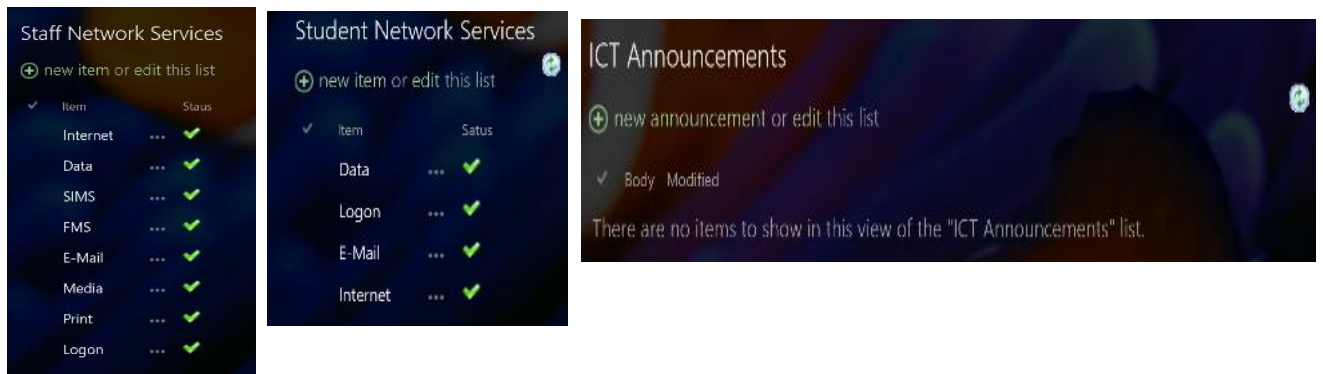 Staff Network Services
new item or edit this list
Item Staus
Internet ...
Data ...
SIMS ...
FMS ...
E-Mail ...
Media ...
Print ...
Logon ...
Student Network Services
new item or edit this list
Item Satus
Data ...
Logon ...
E-Mail ...
Internet ...
ICT Announcements
new announcement or edit this list
Body Modified
There are no items to show in this view of the "ICT Announcements" list.